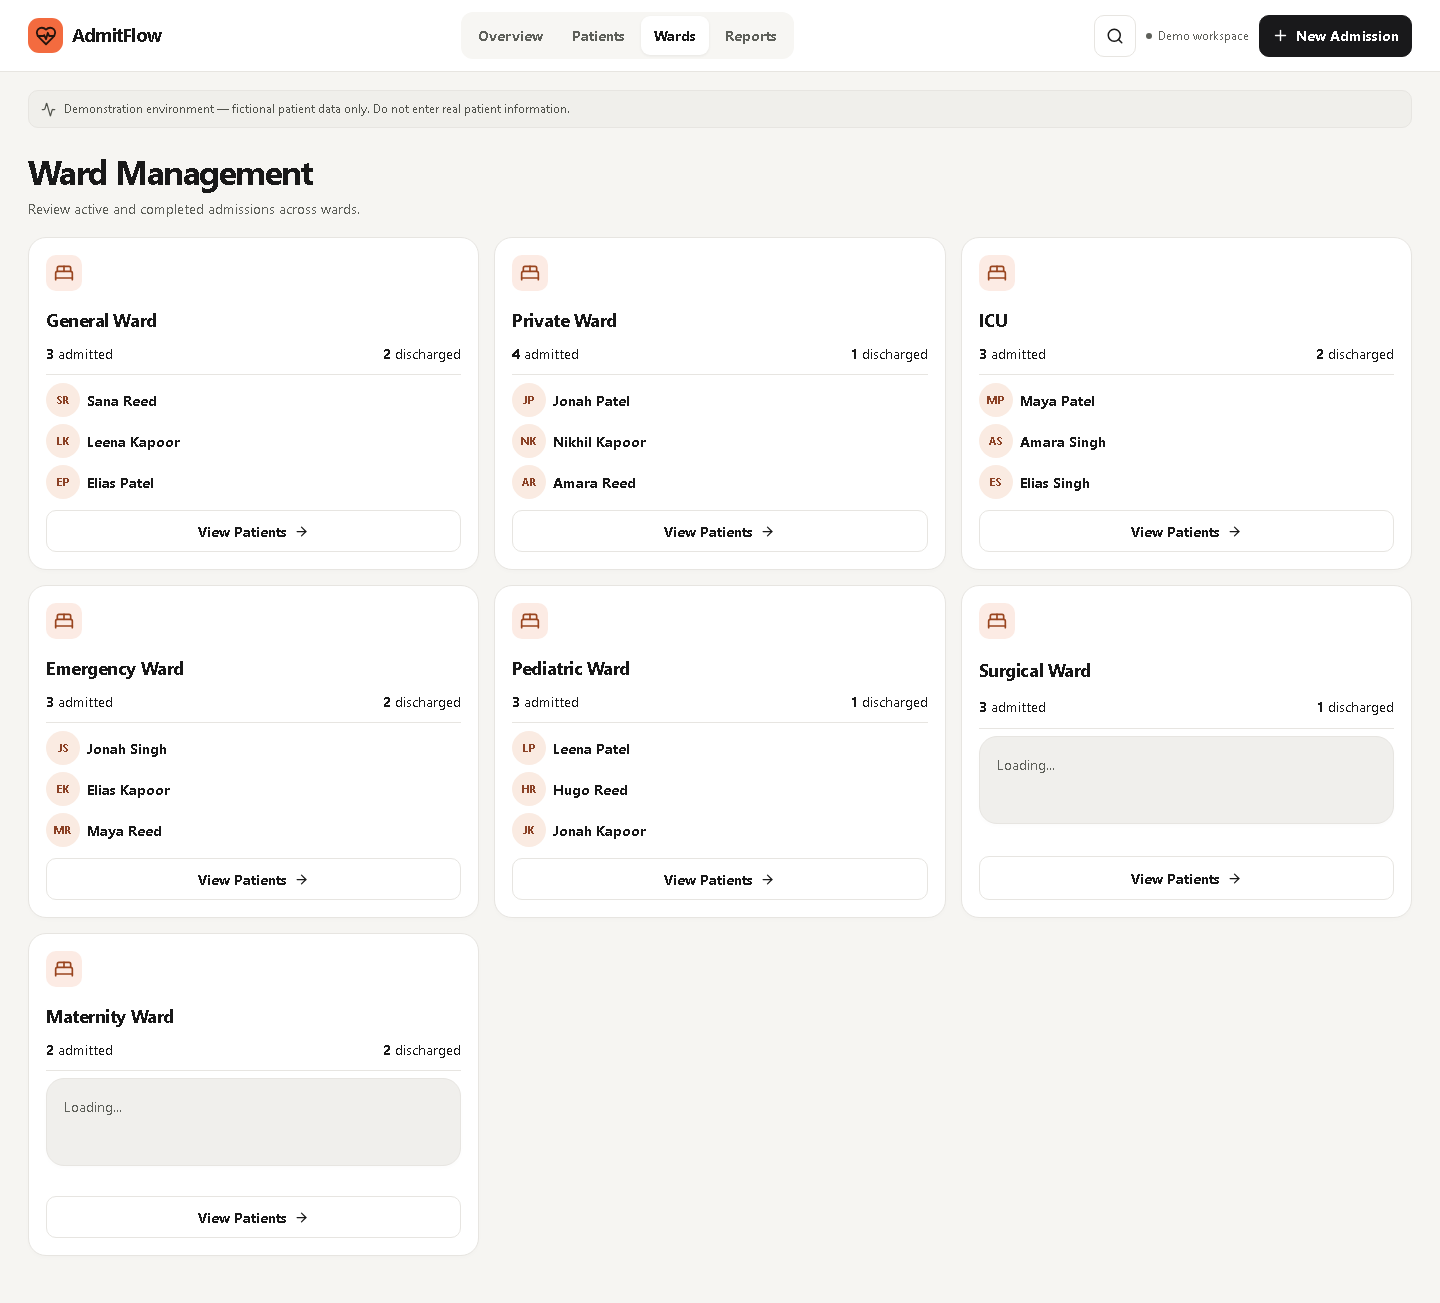 AdmitFlow
Overview Patients Wards Reports
Demo workspace
New Admission
Demonstration environment — fictional patient data only. Do not enter real patient information.
Ward Management
Review active and completed admissions across wards.
General Ward
3 admitted 2 discharged
SR Sana Reed
LK Leena Kapoor
EP Elias Patel
View Patients
Private Ward
4 admitted 1 discharged
JP Jonah Patel
NK Nikhil Kapoor
AR Amara Reed
View Patients
ICU
3 admitted 2 discharged
MP Maya Patel
AS Amara Singh
ES Elias Singh
View Patients
Emergency Ward
3 admitted 2 discharged
JS Jonah Singh
EK Elias Kapoor
MR Maya Reed
View Patients
Pediatric Ward
3 admitted 1 discharged
LP Leena Patel
HR Hugo Reed
JK Jonah Kapoor
View Patients
Surgical Ward
3 admitted 1 discharged
Loading...
View Patients
Maternity Ward
2 admitted 2 discharged
Loading...
View Patients